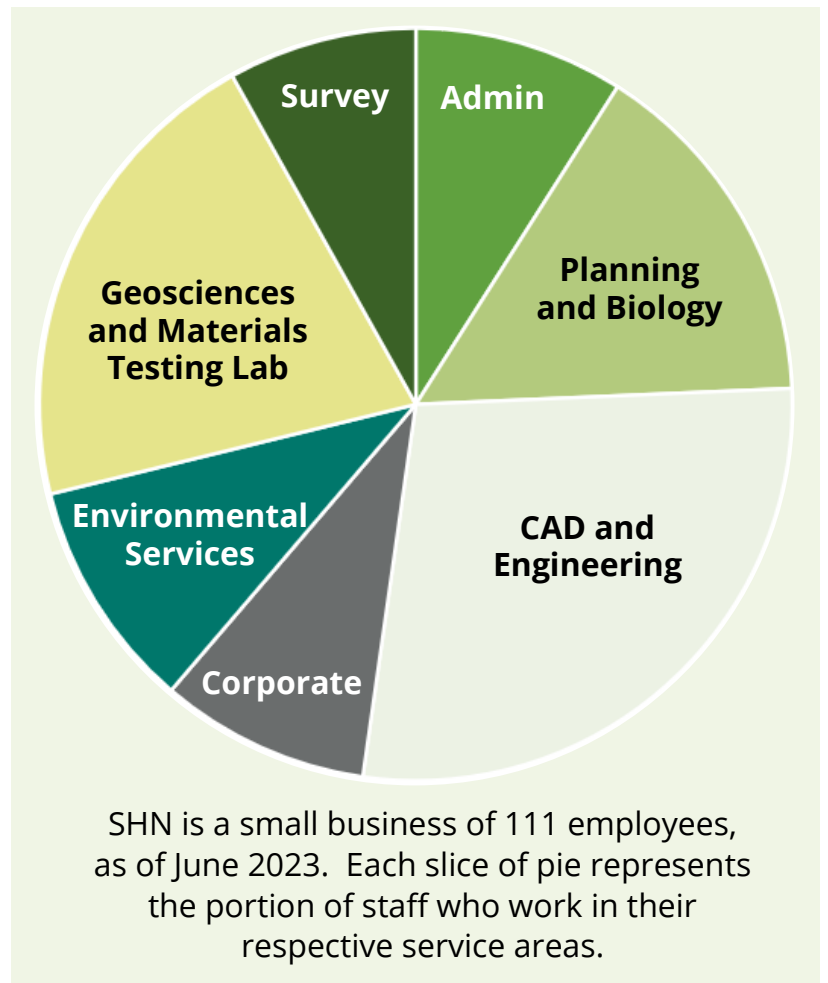 Survey
Admin
Planning
and Biology
Geosciences
and Materials
Testing Lab
CAD and
Engineering
Environmental
Services
Corporate
SHN is a small business of 111 employees,
as of June 2023.  Each slice of pie represents
the portion of staff who work in their
respective service areas.